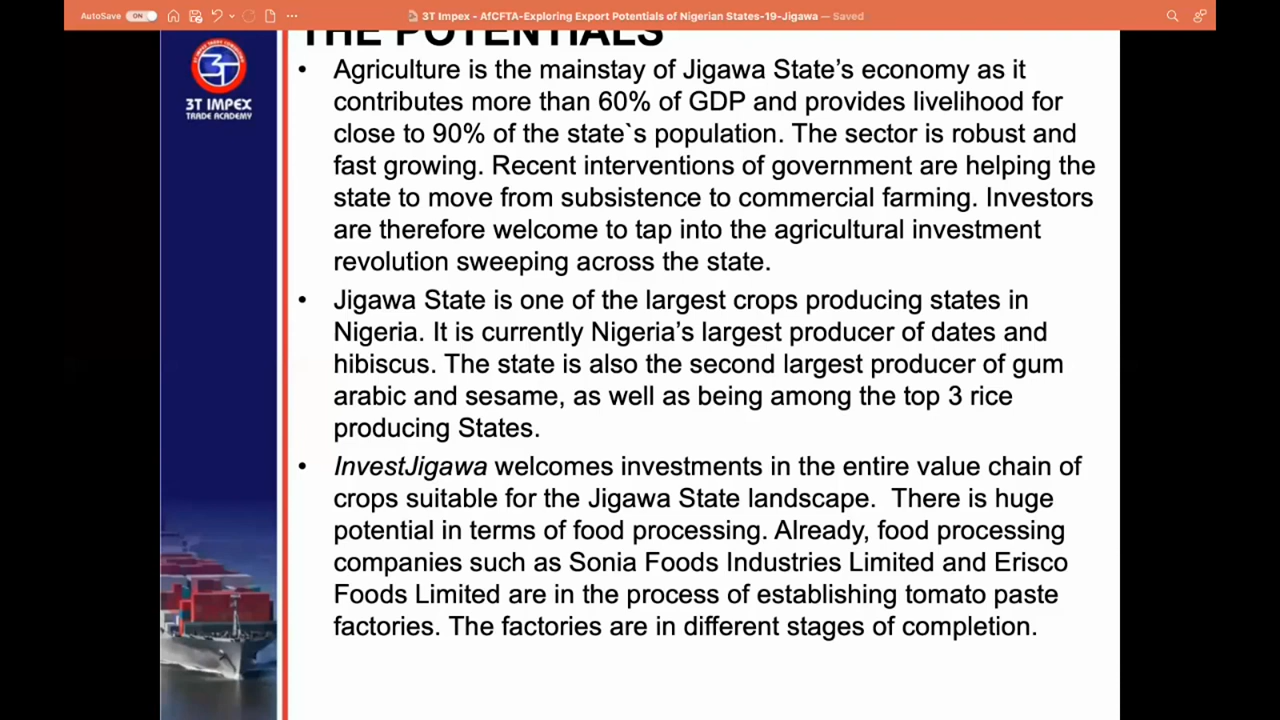 AutoSave ON
3T Impex - AfCFTA-Exploring Export Potentials of Nigerian States-19-Jigawa — Saved
3T
3T IMPEX
TRADE ACADEMY
THE POTENTIALS
• Agriculture is the mainstay of Jigawa State’s economy as it
contributes more than 60% of GDP and provides livelihood for
close to 90% of the state`s population. The sector is robust and
fast growing. Recent interventions of government are helping the
state to move from subsistence to commercial farming. Investors
are therefore welcome to tap into the agricultural investment
revolution sweeping across the state.
• Jigawa State is one of the largest crops producing states in
Nigeria. It is currently Nigeria’s largest producer of dates and
hibiscus. The state is also the second largest producer of gum
arabic and sesame, as well as being among the top 3 rice
producing States.
• InvestJigawa welcomes investments in the entire value chain of
crops suitable for the Jigawa State landscape. There is huge
potential in terms of food processing. Already, food processing
companies such as Sonia Foods Industries Limited and Erisco
Foods Limited are in the process of establishing tomato paste
factories. The factories are in different stages of completion.